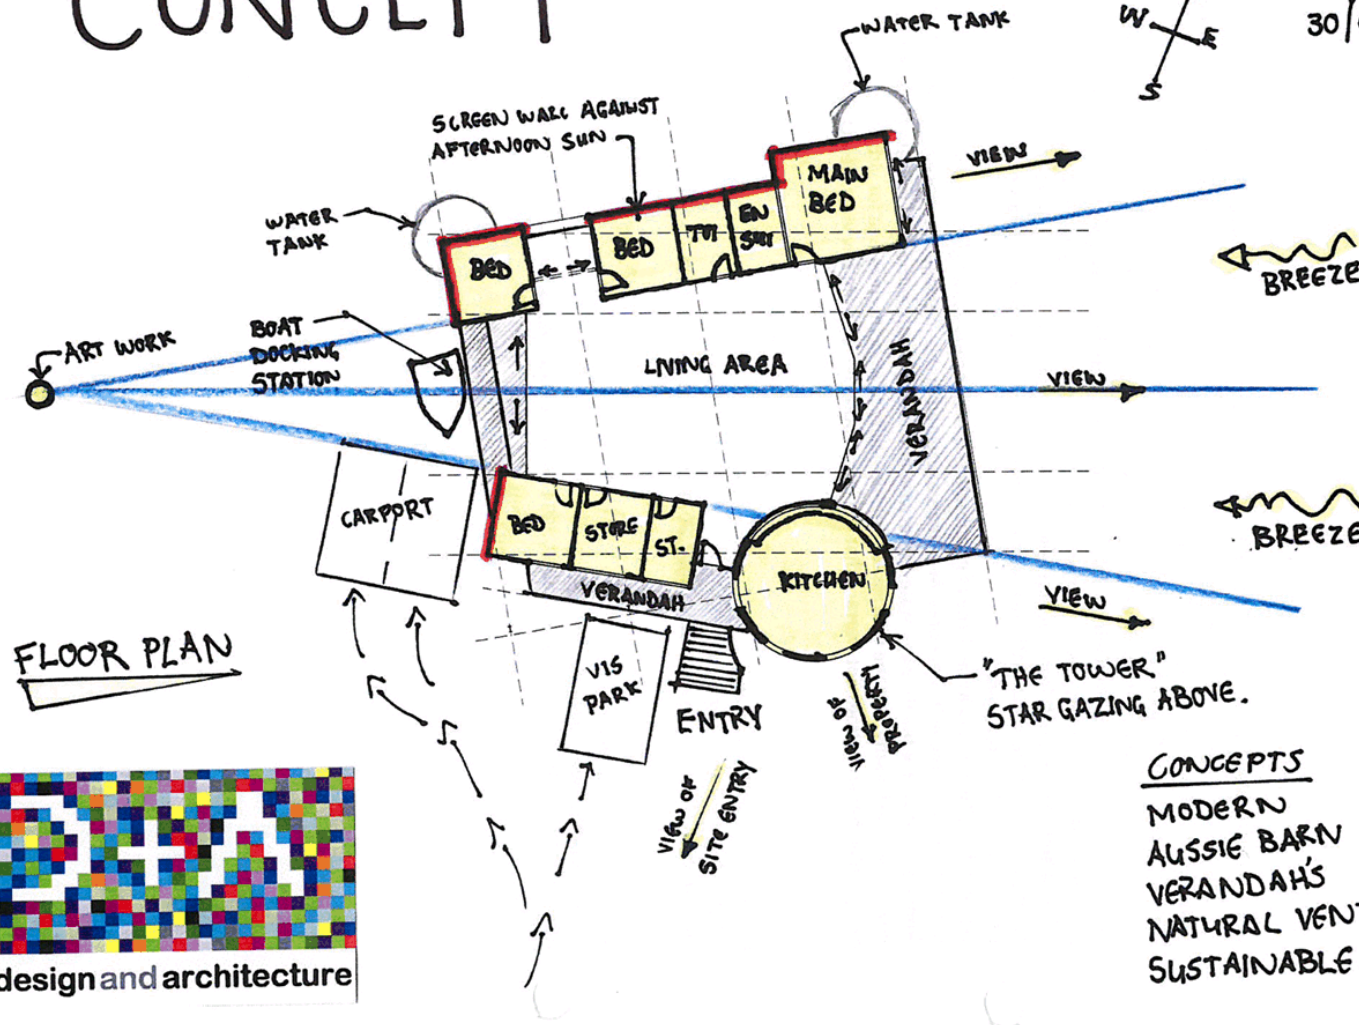 CONCEPT
WATER TANK
W
E
S
30/
SCREEN WALL AGAINST
AFTERNOON SUN
VIEW
MAIN
BED
WATER
TANK
BED
BED
EN
SUIT
BREEZE
ART WORK
BOAT
DOCKING
STATION
LIVING AREA
VERANDAH
VIEW
CARPORT
BED
STORE
ST.
KITCHEN
BREEZE
VERANDAH
VIEW
FLOOR PLAN
VIS
PARK
ENTRY
"THE TOWER"
STAR GAZING ABOVE.
VIEW OF
PROPERTY
VIEW OF
SITE ENTRY
CONCEPTS
MODERN
AUSSIE BARN
VERANDAH'S
NATURAL VENT
SUSTAINABLE
D+A
design and architecture